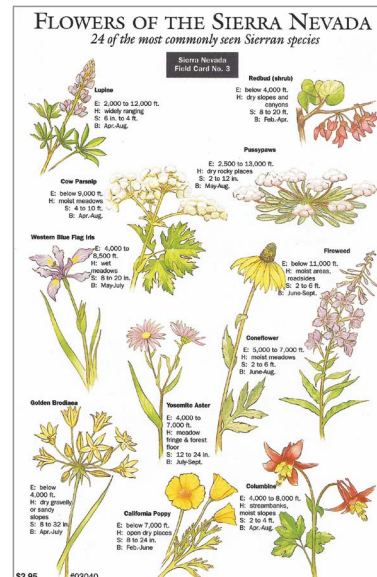 FLOWERS OF THE SIERRA NEVADA
24 of the most commonly seen Sierran species
Sierra Nevada
Field Card No. 3
Lupine
E: 2,000 to 12,000 ft.
H: widely ranging
S: 6 in. to 4 ft.
B: Apr.-Aug.
Redbud (shrub)
E: below 4,000 ft.
H: dry slopes and
canyons
S: 8 to 20 ft.
B: Feb.-Apr.
Pussypaws
E: 2,500 to 13,000 ft.
H: dry rocky places
S: 2 to 12 in.
B: May-Aug.
Cow Parsnip
E: below 9,000 ft.
H: moist meadows
S: 4 to 10 ft.
B: Apr.-Aug.
Western Blue Flag Iris
E: 4,000 to
8,500 ft.
H: wet
meadows
S: 8 to 20 in.
B: May-July
Fireweed
E: below 11,000 ft.
H: moist areas,
roadsides
S: 2 to 6 ft.
B: June-Sept.
Coneflower
E: 5,000 to 7,000 ft.
H: moist meadows
S: 2 to 6 ft.
B: June-Aug.
Golden Brodiaea
E: below
4,000 ft.
H: dry gravelly
or sandy
slopes
S: 8 to 32 in.
B: Apr.-July
Yosemite Aster
E: 4,000 to
7,000 ft.
H: meadow
fringe & forest
floor
S: 12 to 24 in.
B: July-Sept.
California Poppy
E: below 7,000 ft.
H: open dry places
S: 8 to 24 in.
B: Feb.-June
Columbine
E: 4,000 to 8,000 ft.
H: streambanks,
moist slopes
S: 2 to 4 ft.
B: Apr.-Aug.
$2.95 #03040